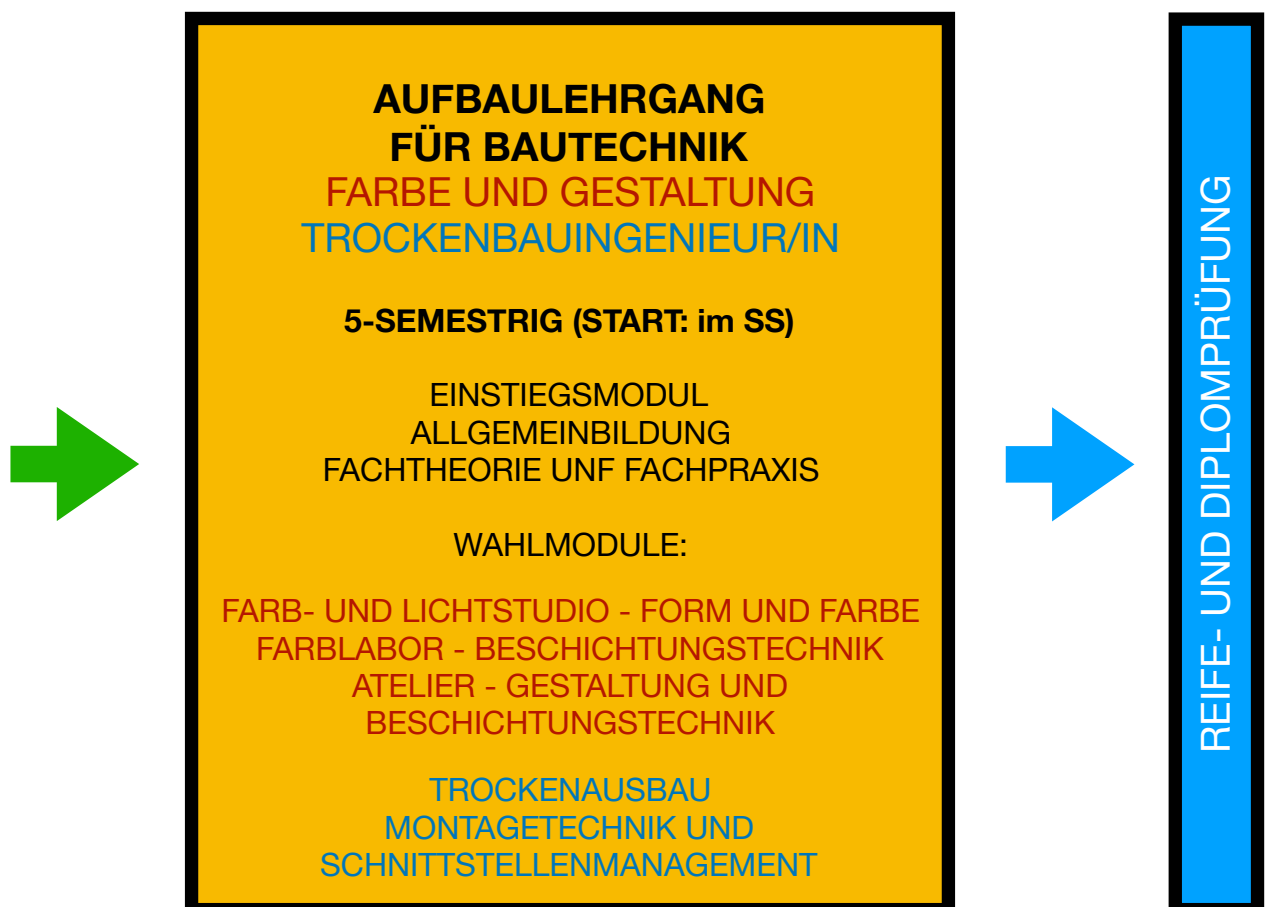 AUFBAULEHRGANG
FÜR BAUTECHNIK
FARBE UND GESTALTUNG
TROCKENBAUINGENIEUR/IN
5-SEMESTRIG (START: im SS)
EINSTIEGSMODUL
ALLGEMEINBILDUNG
FACHTHEORIE UNF FACHPRAXIS
WAHLMODULE:
FARB- UND LICHTSTUDIO - FORM UND FARBE
FARBLABOR - BESCHICHTUNGSTECHNIK
ATELIER - GESTALTUNG UND
BESCHICHTUNGSTECHNIK
TROCKENAUSBAU
MONTAGETECHNIK UND
SCHNITTSTELLENMANAGEMENT
REIFE- UND DIPLOMPRÜFUNG